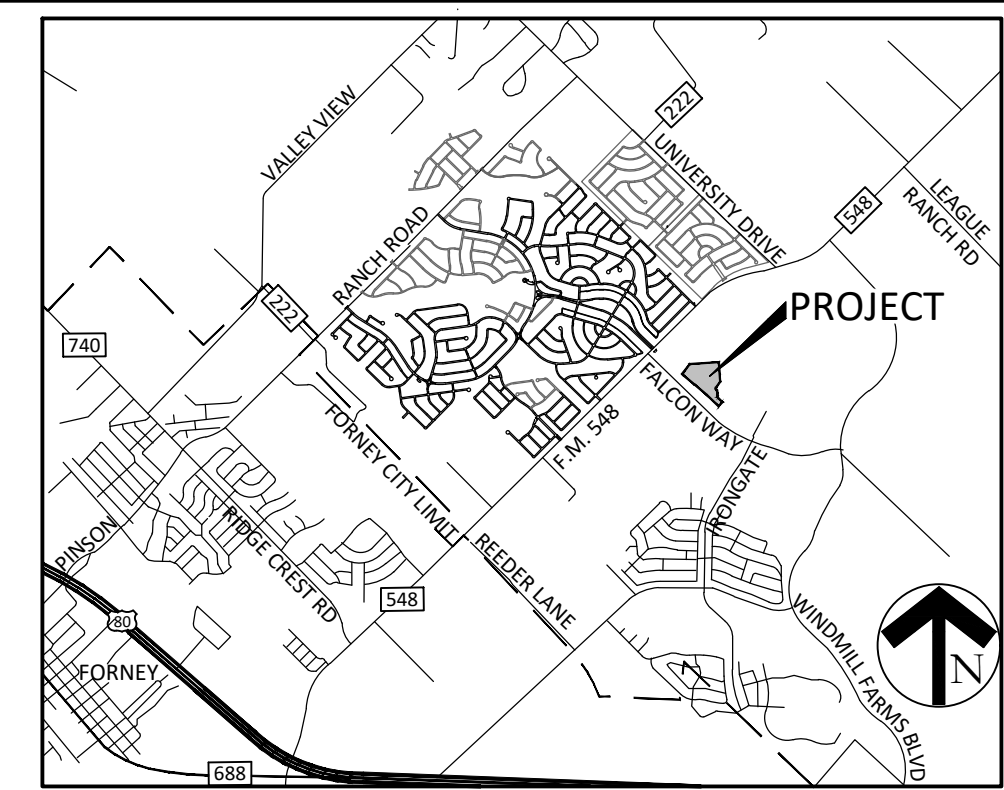 VALLEY VIEW
222
UNIVERSITY DRIVE
548
LEAGUE
RANCH RD
RANCH ROAD
222
740
PROJECT
FALCON WAY
F.M. 548
FORNEY CITY LIMIT
IRONGATE
PINSON
RIDGE CREST RD
REEDER LANE
548
80
WINDMILL FARMS BLVD
N
FORNEY
688